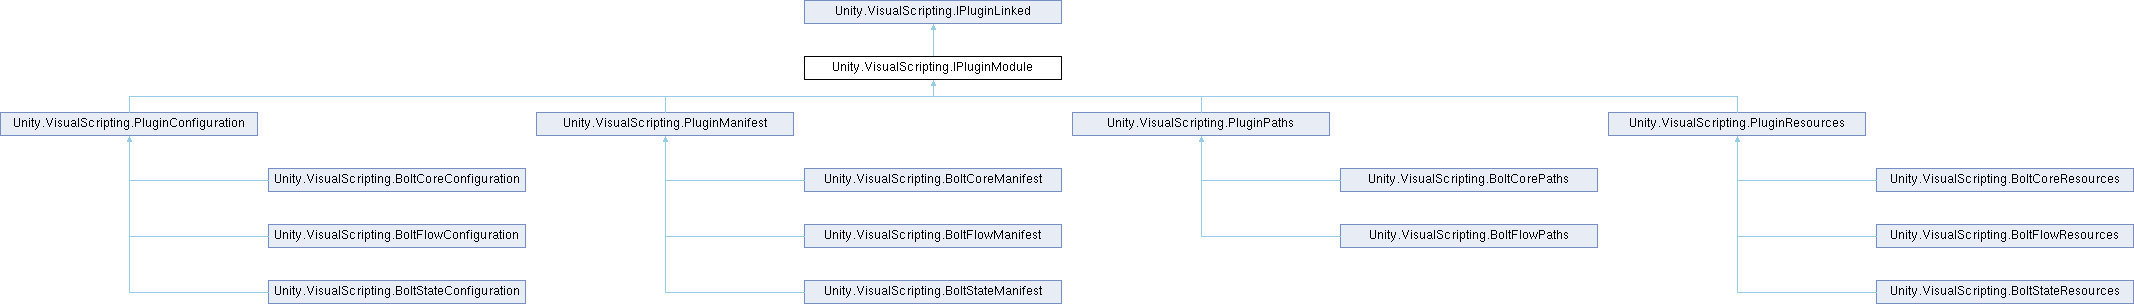 Unity.VisualScripting.IPluginLinked
Unity.VisualScripting.IPluginModule
Unity.VisualScripting.PluginConfiguration
Unity.VisualScripting.PluginManifest
Unity.VisualScripting.PluginPaths
Unity.VisualScripting.PluginResources
Unity.VisualScripting.BoltCoreConfiguration
Unity.VisualScripting.BoltCoreManifest
Unity.VisualScripting.BoltCorePaths
Unity.VisualScripting.BoltCoreResources
Unity.VisualScripting.BoltFlowConfiguration
Unity.VisualScripting.BoltFlowManifest
Unity.VisualScripting.BoltFlowPaths
Unity.VisualScripting.BoltFlowResources
Unity.VisualScripting.BoltStateConfiguration
Unity.VisualScripting.BoltStateManifest
Unity.VisualScripting.BoltStateResources